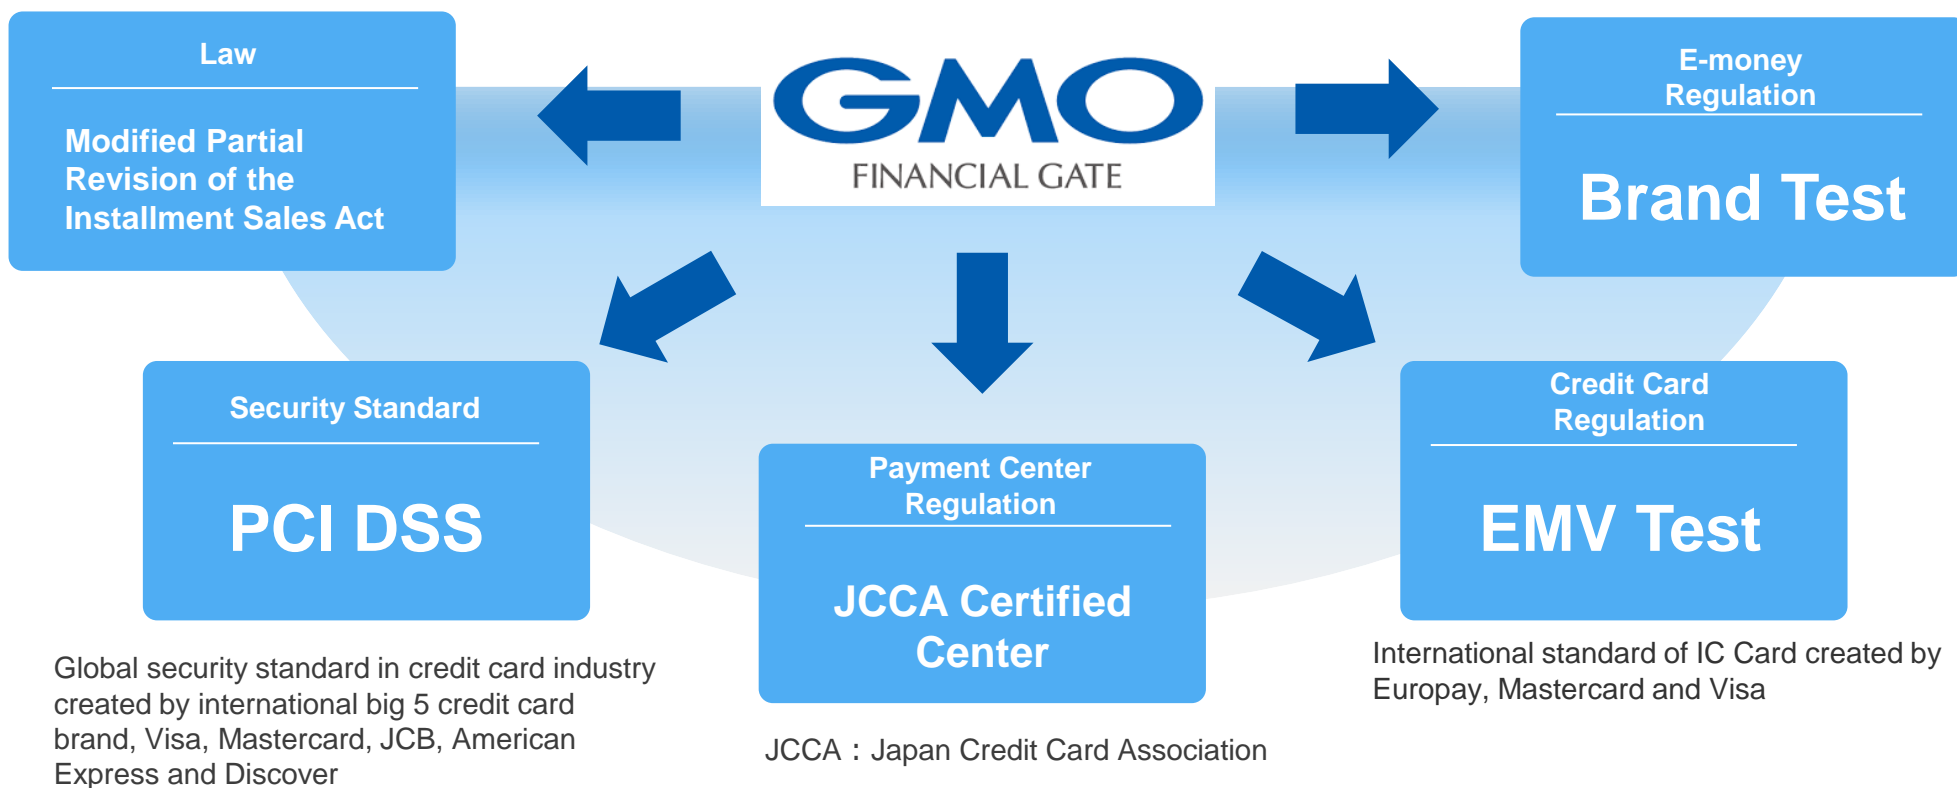 Law
Modified Partial
Revision of the
Installment Sales Act
GMO
FINANCIAL GATE
E-money
Regulation
Brand Test
Security Standard
PCI DSS
Global security standard in credit card industry
created by international big 5 credit card
brand, Visa, Mastercard, JCB, American
Express and Discover
Payment Center
Regulation
JCCA Certified
Center
JCCA：Japan Credit Card Association
Credit Card
Regulation
EMV Test
International standard of IC Card created by
Europay, Mastercard and Visa